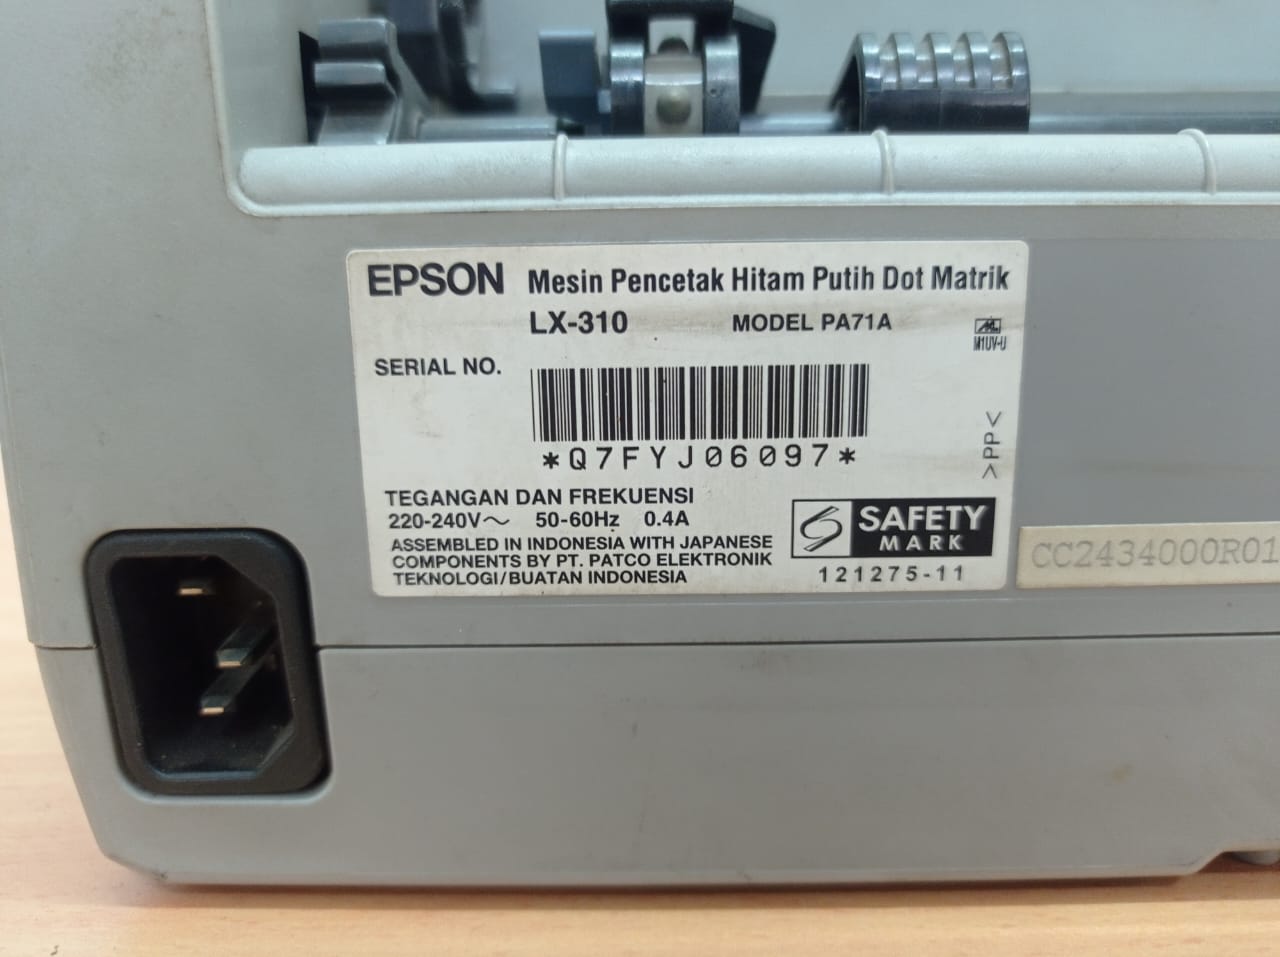 EPSON Mesin Pencetak Hitam Putih Dot Matrik
LX-310 MODEL PA71A
M1UV-U
SERIAL NO.
*Q7FYJ06097*
>PP<
TEGANGAN DAN FREKUENSI
220-240V~ 50-60Hz 0.4A
ASSEMBLED IN INDONESIA WITH JAPANESE
COMPONENTS BY PT. PATCO ELEKTRONIK
TEKNOLOGI/BUATAN INDONESIA
SAFETY
MARK
121275-11
CC2434000R01